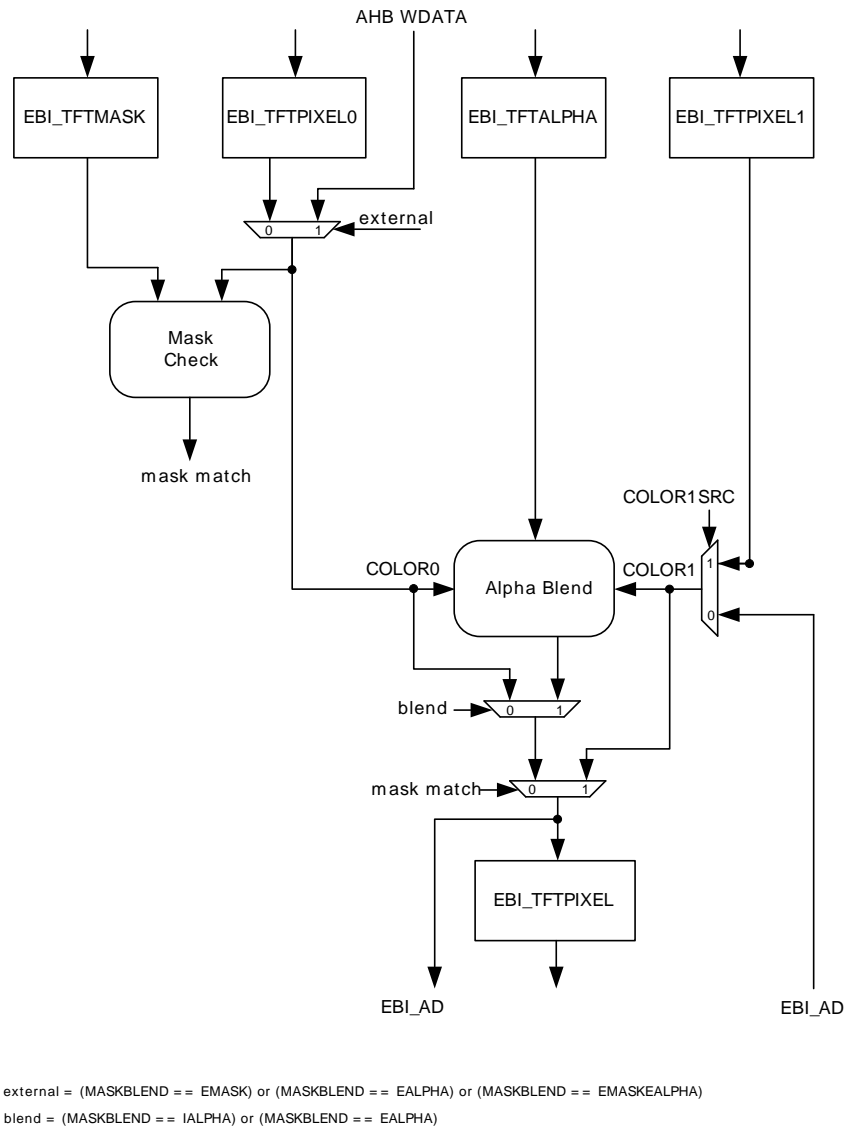 AHB WDATA
EBI_TFTMASK
EBI_TFTPIXEL0
EBI_TFTALPHA
EBI_TFTPIXEL1
external
0 1
Mask
Check
mask match
COLOR1SRC
COLOR0
Alpha Blend
COLOR1
1
0
blend
0 1
mask match
0 1
EBI_TFTPIXEL
EBI_AD
EBI_AD
external = (MASKBLEND == EMASK) or (MASKBLEND == EALPHA) or (MASKBLEND == EMASKEALPHA)
blend = (MASKBLEND == IALPHA) or (MASKBLEND == EALPHA)